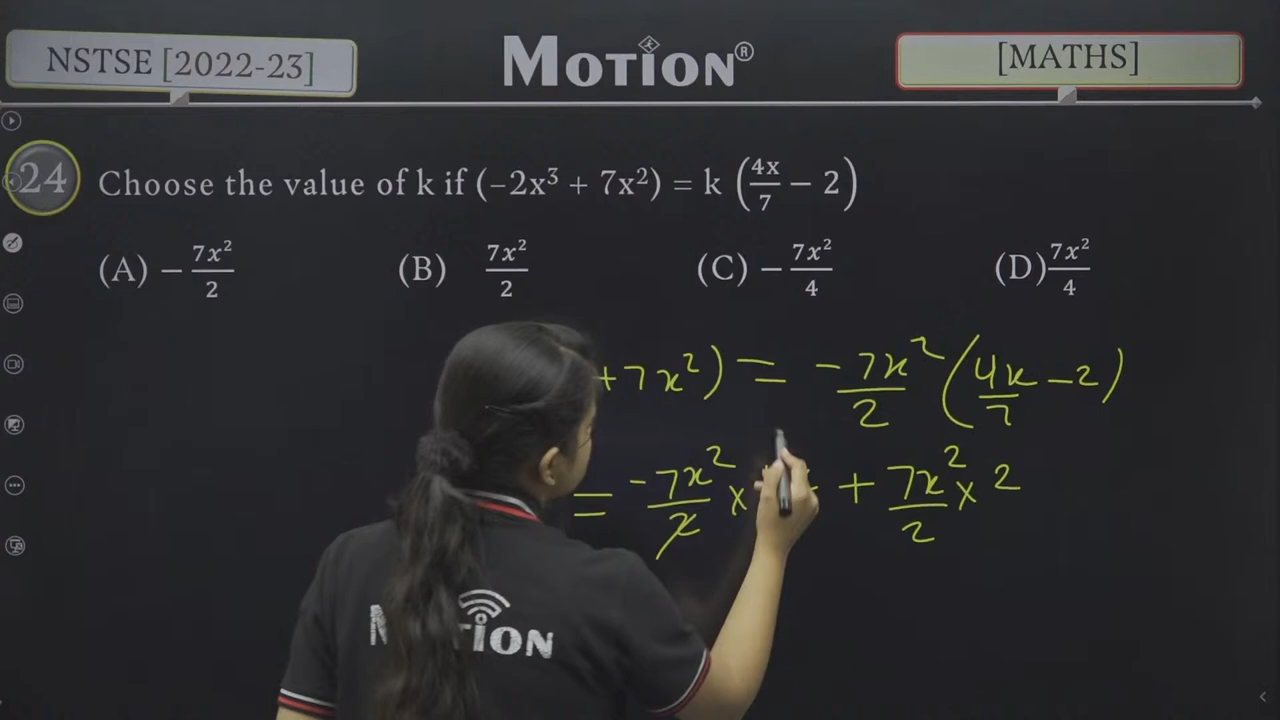 NSTSE [2022-23]
MOTION®
[MATHS]
24 Choose the value of k if (−2x³ + 7x²) = k (4x/7 − 2)
(A) − 7x²/2 (B) 7x²/2 (C) − 7x²/4 (D) 7x²/4
+7x²) = −7x²/2 (4x/7 − 2)
= −7x²/2 × + 7x²/2 × 2
MOTION